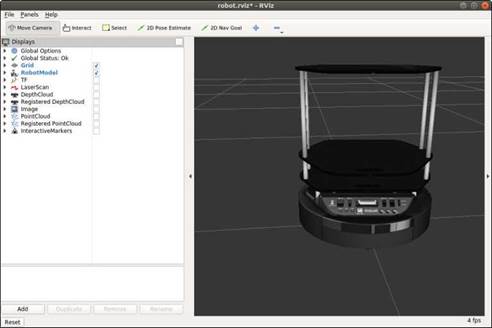 robot.rviz* - RViz
File Panels Help
Move Camera Interact Select 2D Pose Estimate 2D Nav Goal
Displays
Global Options
Global Status: Ok
Grid
RobotModel
TF
LaserScan
DepthCloud
Registered DepthCloud
Image
PointCloud
Registered PointCloud
InteractiveMarkers
Add Duplicate Remove Rename
Reset 4 fps